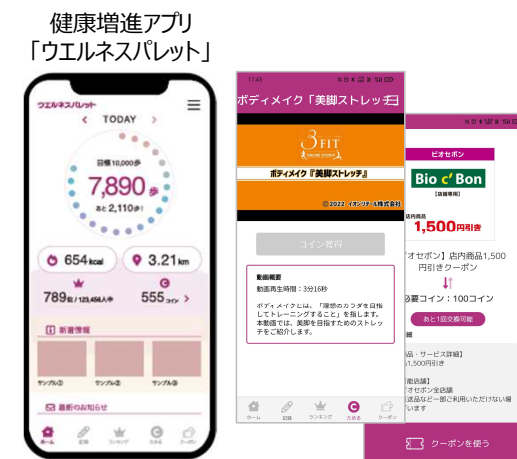 健康増進アプリ
「ウエルネスパレット」
ウエルネスパレット
TODAY
目標 10,000歩
7,890 歩
あと 2,110歩!
654 kcal
3.21 km
789位 / 123,456人中
555 コイン
新着情報
サンプル①
サンプル②
サンプル③
最新のお知らせ
ホーム
記録
ランキング
ためる
クーポン
17:43
ボディメイク「美脚ストレッチ
3FIT
ボディメイク『美脚ストレッチ』
©2022 イオンリテール株式会社
コイン獲得
動画概要
動画再生時間:3分16秒
ボディメイクとは、「理想のカラダを目指
してトレーニングすること」を指します。
本動画では、美脚を目指すためのストレッ
チをご紹介します。
ホーム
記録
ランキング
ためる
クーポン
ビオセボン
Bio c' Bon
【店舗専用】
店内商品
1,500円引き
オセボン】店内商品1,500
円引きクーポン
必要コイン:100コイン
あと1回交換可能
細
品・サービス詳細】
1,500円引き
能店舗】
オセボン全店舗
返品など一部ご利用いただけない場
ざいます
クーポンを使う